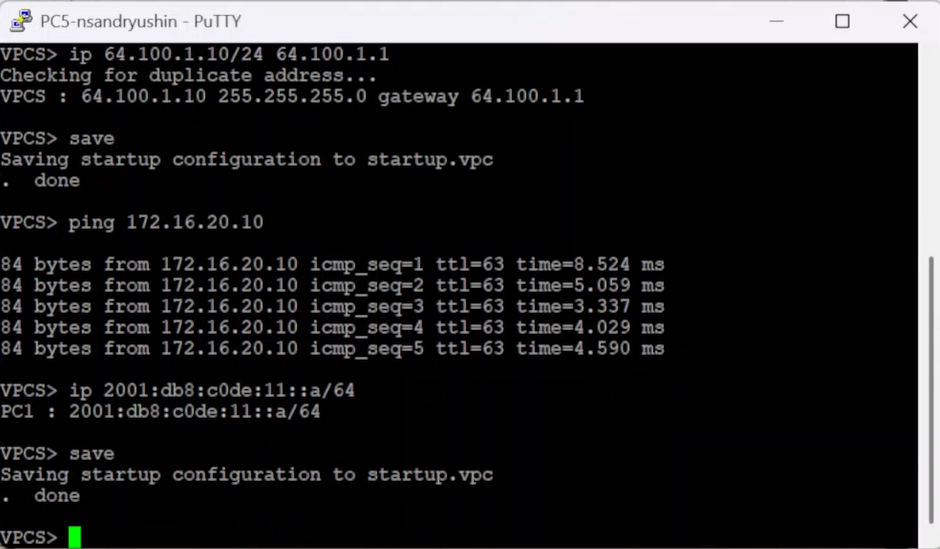 PC5-nsandryushin - PuTTY
VPCS> ip 64.100.1.10/24 64.100.1.1
Checking for duplicate address...
VPCS : 64.100.1.10 255.255.255.0 gateway 64.100.1.1
VPCS> save
Saving startup configuration to startup.vpc
.  done
VPCS> ping 172.16.20.10
84 bytes from 172.16.20.10 icmp_seq=1 ttl=63 time=8.524 ms
84 bytes from 172.16.20.10 icmp_seq=2 ttl=63 time=5.059 ms
84 bytes from 172.16.20.10 icmp_seq=3 ttl=63 time=3.337 ms
84 bytes from 172.16.20.10 icmp_seq=4 ttl=63 time=4.029 ms
84 bytes from 172.16.20.10 icmp_seq=5 ttl=63 time=4.590 ms
VPCS> ip 2001:db8:c0de:11::a/64
PC1 : 2001:db8:c0de:11::a/64
VPCS> save
Saving startup configuration to startup.vpc
.  done
VPCS>